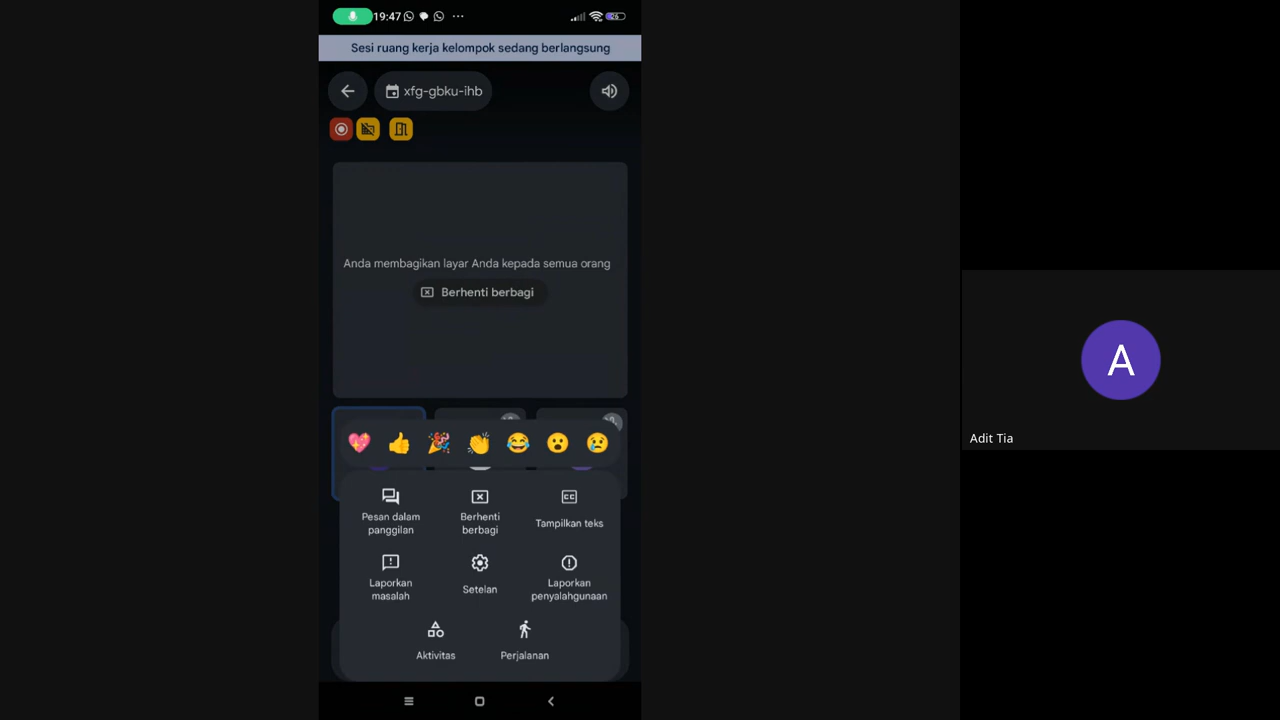 19:47
Sesi ruang kerja kelompok sedang berlangsung
xfg-gbku-ihb
Anda membagikan layar Anda kepada semua orang
Berhenti berbagi
Pesan dalam
panggilan
Berhenti
berbagi
CC
Tampilkan teks
Laporkan
masalah
Setelan
Laporkan
penyalahgunaan
Aktivitas
Perjalanan
A
Adit Tia